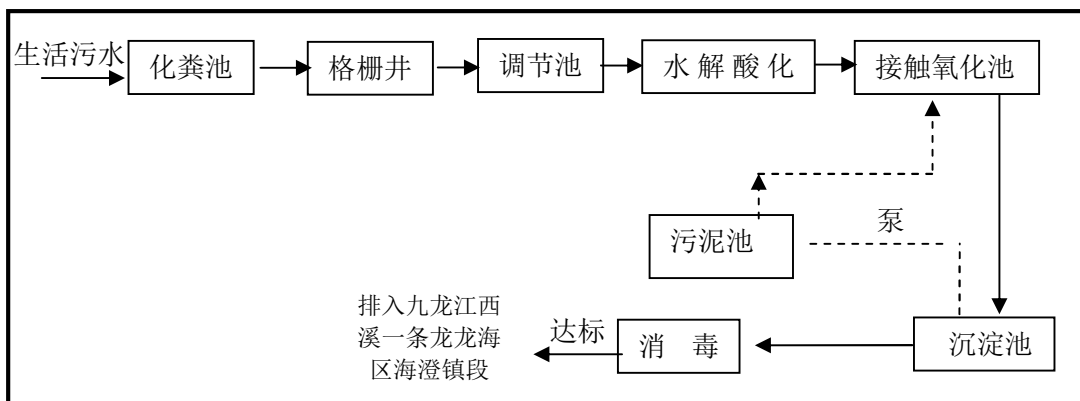 生活污水
化粪池
格栅井
调节池
水解酸化
接触氧化池
污泥池
泵
排入九龙江西
溪一条龙龙海
区海澄镇段
达标
消毒
沉淀池